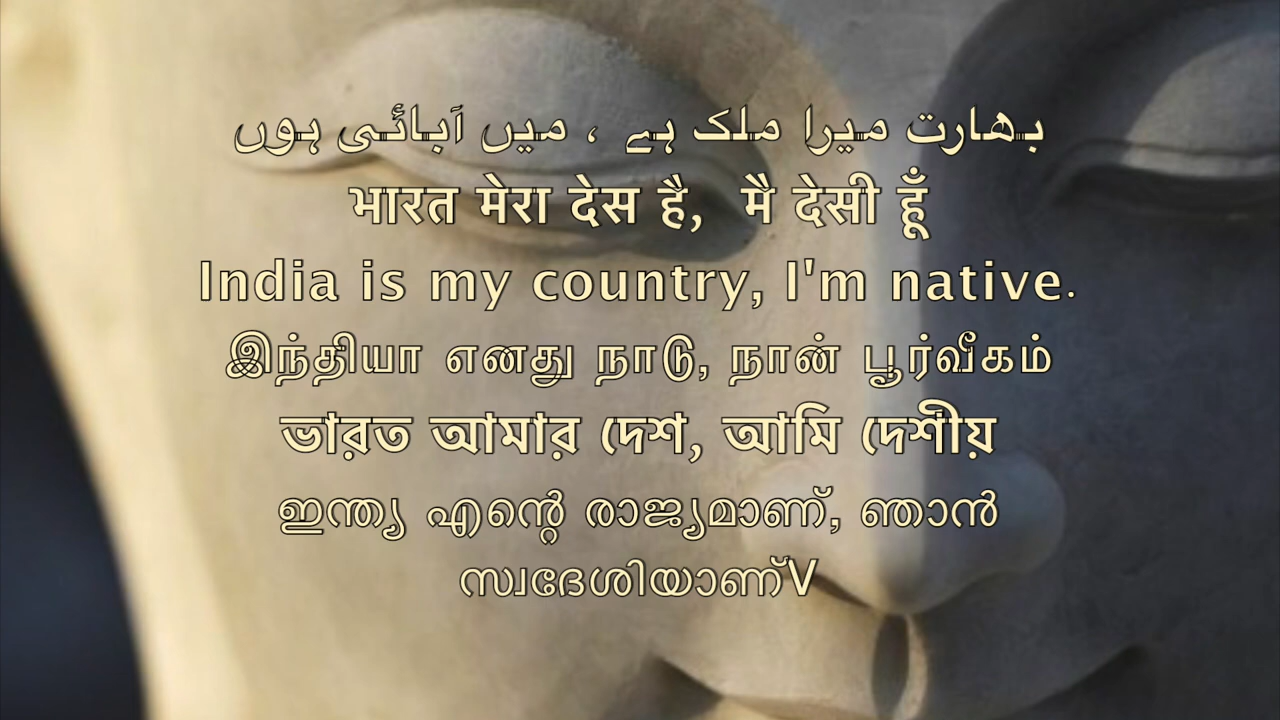 بھارت میرا ملک ہے ، میں آبائی ہوں
भारत मेरा देस है, मै देसी हूँ
India is my country, I'm native.
இந்தியா எனது நாடு, நான் பூர்வீகம்
ভারত আমার দেশ, আমি দেশীয়
ഇന്ത്യ എന്റെ രാജ്യമാണ്, ഞാൻ
സ്വദേശിയാണ്V